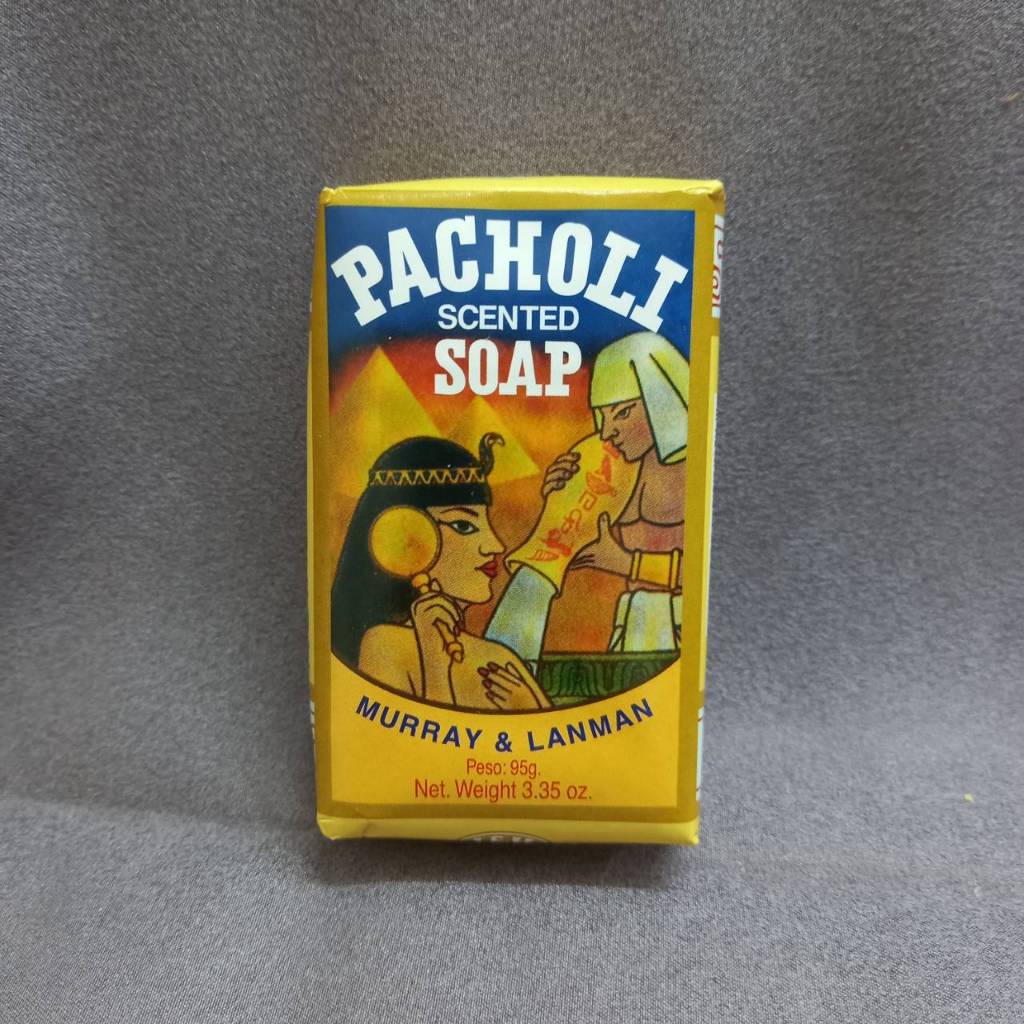 PACHOLI
SCENTED
SOAP
MURRAY & LANMAN
Peso: 95g.
Net. Weight 3.35 oz.